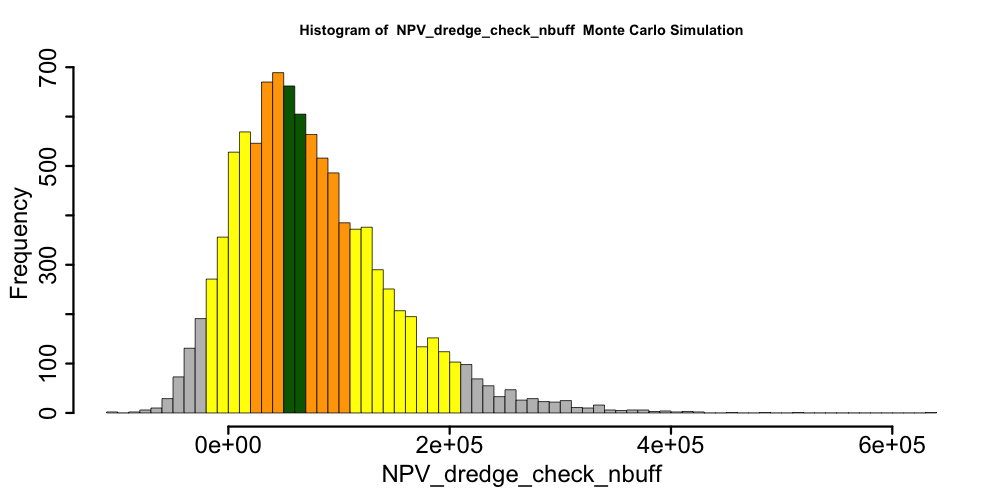 Histogram of  NPV_dredge_check_nbuff  Monte Carlo Simulation
700
500
300
100
0
Frequency
0e+00 2e+05 4e+05 6e+05
NPV_dredge_check_nbuff